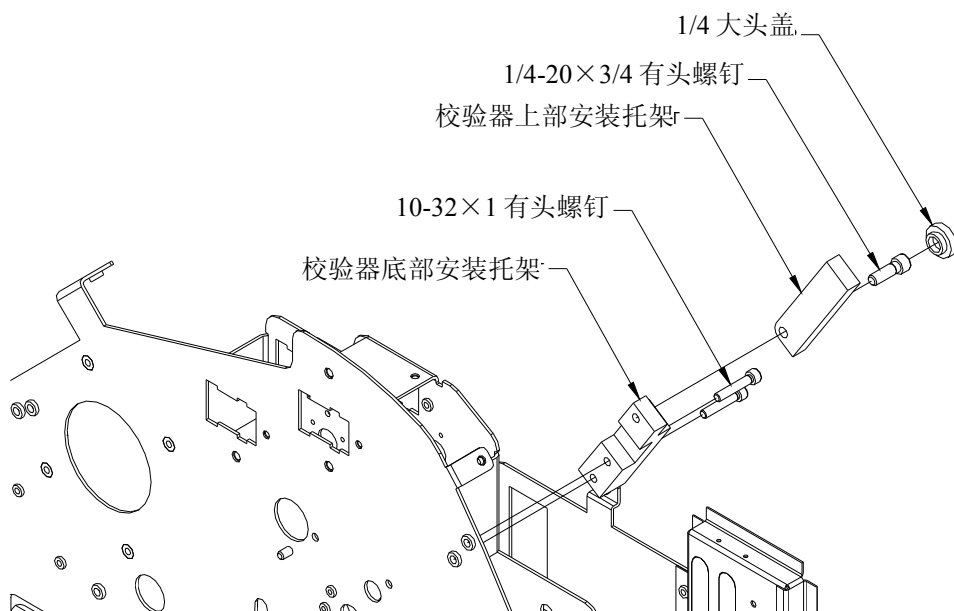 1/4 大头盖
1/4-20×3/4 有头螺钉
校验器上部安装托架
10-32×1 有头螺钉
校验器底部安装托架